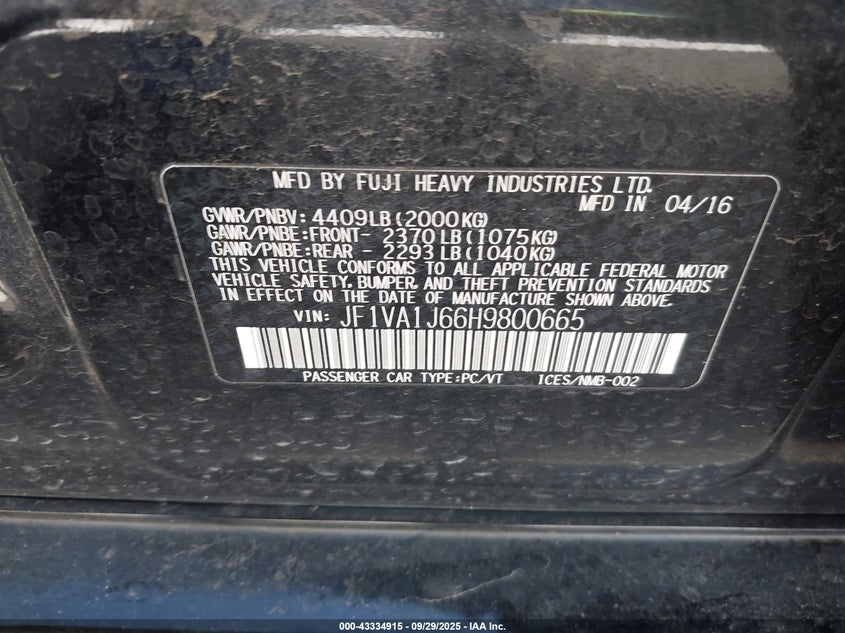 MFD BY FUJI HEAVY INDUSTRIES LTD.
MFD IN 04/16
GVWR/PNBV: 4409LB(2000KG)
GAWR/PNBE:FRONT- 2370LB(1075KG)
GAWR/PNBE:REAR - 2293LB(1040KG)
THIS VEHICLE CONFORMS TO ALL APPLICABLE FEDERAL MOTOR
VEHICLE SAFETY, BUMPER, AND THEFT PREVENTION STANDARDS
IN EFFECT ON THE DATE OF MANUFACTURE SHOWN ABOVE.
VIN: JF1VA1J66H9800665
PASSENGER CAR TYPE:PC/VT ICES/NMB-002
000-43334915 - 09/29/2025 - IAA Inc.